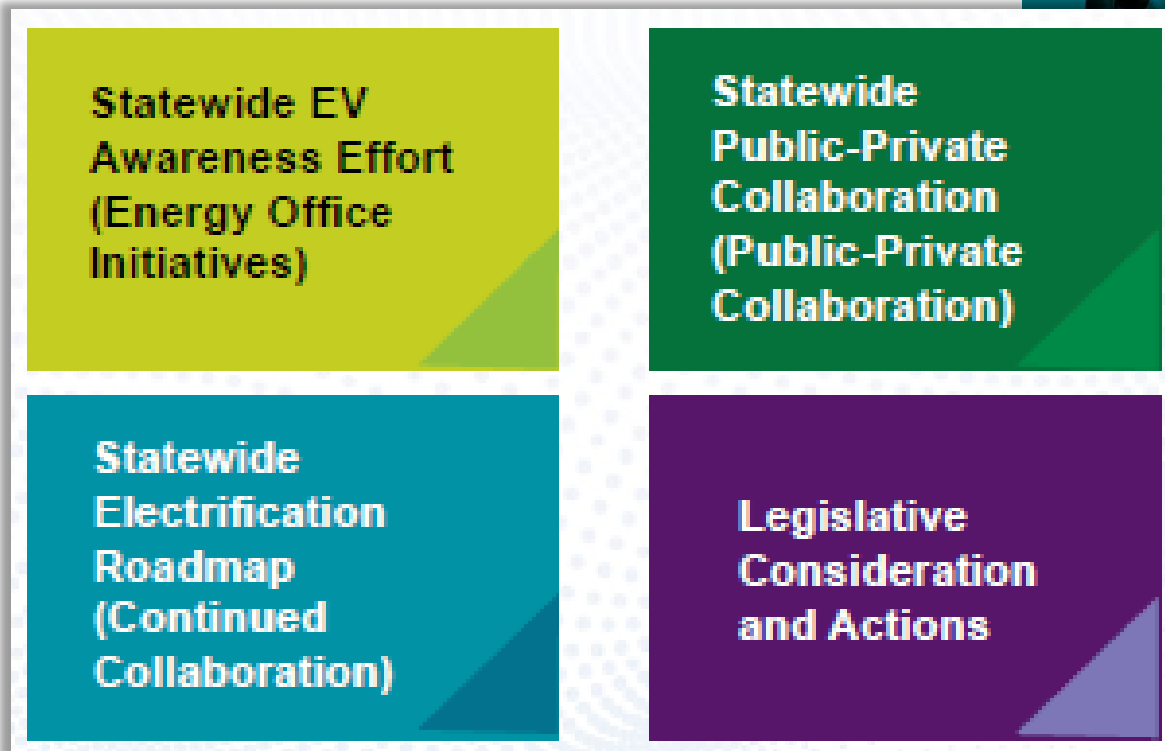 Statewide EV
Awareness Effort
(Energy Office
Initiatives)
Statewide
Public-Private
Collaboration
(Public-Private
Collaboration)
Statewide
Electrification
Roadmap
(Continued
Collaboration)
Legislative
Consideration
and Actions